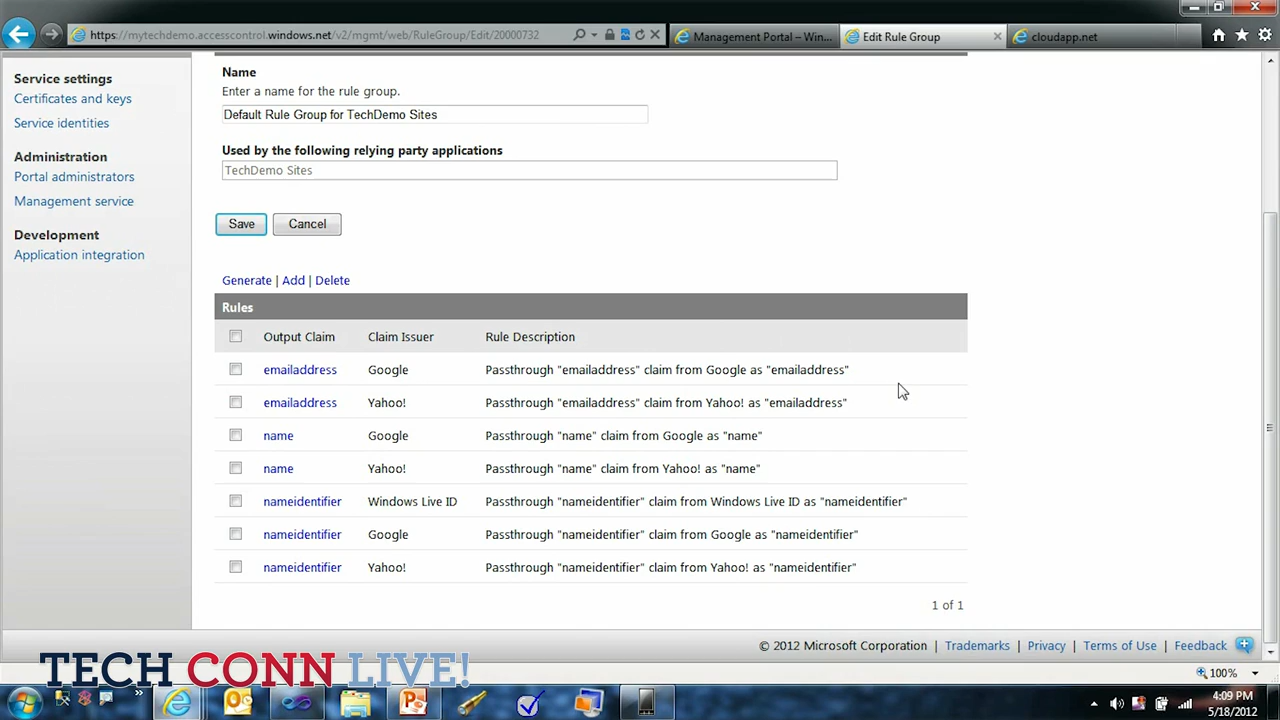 https://mytechdemo.accesscontrol.windows.net/v2/mgmt/web/RuleGroup/Edit/20000732
Management Portal – Win...
Edit Rule Group
cloudapp.net
Service settings
Certificates and keys
Service identities
Administration
Portal administrators
Management service
Development
Application integration
Name
Enter a name for the rule group.
Default Rule Group for TechDemo Sites
Used by the following relying party applications
TechDemo Sites
Save Cancel
Generate | Add | Delete
Rules
Output Claim Claim Issuer Rule Description
emailaddress Google Passthrough "emailaddress" claim from Google as "emailaddress"
emailaddress Yahoo! Passthrough "emailaddress" claim from Yahoo! as "emailaddress"
name Google Passthrough "name" claim from Google as "name"
name Yahoo! Passthrough "name" claim from Yahoo! as "name"
nameidentifier Windows Live ID Passthrough "nameidentifier" claim from Windows Live ID as "nameidentifier"
nameidentifier Google Passthrough "nameidentifier" claim from Google as "nameidentifier"
nameidentifier Yahoo! Passthrough "nameidentifier" claim from Yahoo! as "nameidentifier"
1 of 1
© 2012 Microsoft Corporation | Trademarks | Privacy | Terms of Use | Feedback
TECH CONN LIVE!
100%
4:09 PM
5/18/2012